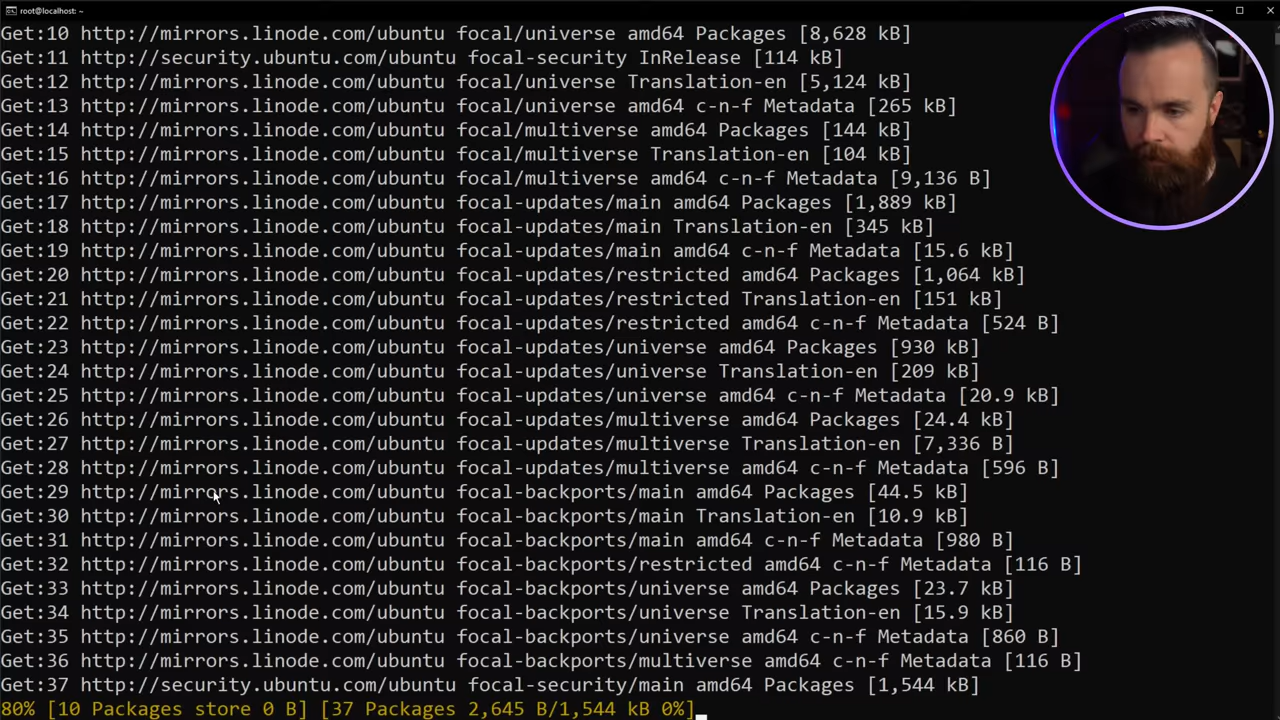 root@localhost: ~
Get:10 http://mirrors.linode.com/ubuntu focal/universe amd64 Packages [8,628 kB]
Get:11 http://security.ubuntu.com/ubuntu focal-security InRelease [114 kB]
Get:12 http://mirrors.linode.com/ubuntu focal/universe Translation-en [5,124 kB]
Get:13 http://mirrors.linode.com/ubuntu focal/universe amd64 c-n-f Metadata [265 kB]
Get:14 http://mirrors.linode.com/ubuntu focal/multiverse amd64 Packages [144 kB]
Get:15 http://mirrors.linode.com/ubuntu focal/multiverse Translation-en [104 kB]
Get:16 http://mirrors.linode.com/ubuntu focal/multiverse amd64 c-n-f Metadata [9,136 B]
Get:17 http://mirrors.linode.com/ubuntu focal-updates/main amd64 Packages [1,889 kB]
Get:18 http://mirrors.linode.com/ubuntu focal-updates/main Translation-en [345 kB]
Get:19 http://mirrors.linode.com/ubuntu focal-updates/main amd64 c-n-f Metadata [15.6 kB]
Get:20 http://mirrors.linode.com/ubuntu focal-updates/restricted amd64 Packages [1,064 kB]
Get:21 http://mirrors.linode.com/ubuntu focal-updates/restricted Translation-en [151 kB]
Get:22 http://mirrors.linode.com/ubuntu focal-updates/restricted amd64 c-n-f Metadata [524 B]
Get:23 http://mirrors.linode.com/ubuntu focal-updates/universe amd64 Packages [930 kB]
Get:24 http://mirrors.linode.com/ubuntu focal-updates/universe Translation-en [209 kB]
Get:25 http://mirrors.linode.com/ubuntu focal-updates/universe amd64 c-n-f Metadata [20.9 kB]
Get:26 http://mirrors.linode.com/ubuntu focal-updates/multiverse amd64 Packages [24.4 kB]
Get:27 http://mirrors.linode.com/ubuntu focal-updates/multiverse Translation-en [7,336 B]
Get:28 http://mirrors.linode.com/ubuntu focal-updates/multiverse amd64 c-n-f Metadata [596 B]
Get:29 http://mirrors.linode.com/ubuntu focal-backports/main amd64 Packages [44.5 kB]
Get:30 http://mirrors.linode.com/ubuntu focal-backports/main Translation-en [10.9 kB]
Get:31 http://mirrors.linode.com/ubuntu focal-backports/main amd64 c-n-f Metadata [980 B]
Get:32 http://mirrors.linode.com/ubuntu focal-backports/restricted amd64 c-n-f Metadata [116 B]
Get:33 http://mirrors.linode.com/ubuntu focal-backports/universe amd64 Packages [23.7 kB]
Get:34 http://mirrors.linode.com/ubuntu focal-backports/universe Translation-en [15.9 kB]
Get:35 http://mirrors.linode.com/ubuntu focal-backports/universe amd64 c-n-f Metadata [860 B]
Get:36 http://mirrors.linode.com/ubuntu focal-backports/multiverse amd64 c-n-f Metadata [116 B]
Get:37 http://security.ubuntu.com/ubuntu focal-security/main amd64 Packages [1,544 kB]
80% [10 Packages store 0 B] [37 Packages 2,645 B/1,544 kB 0%]